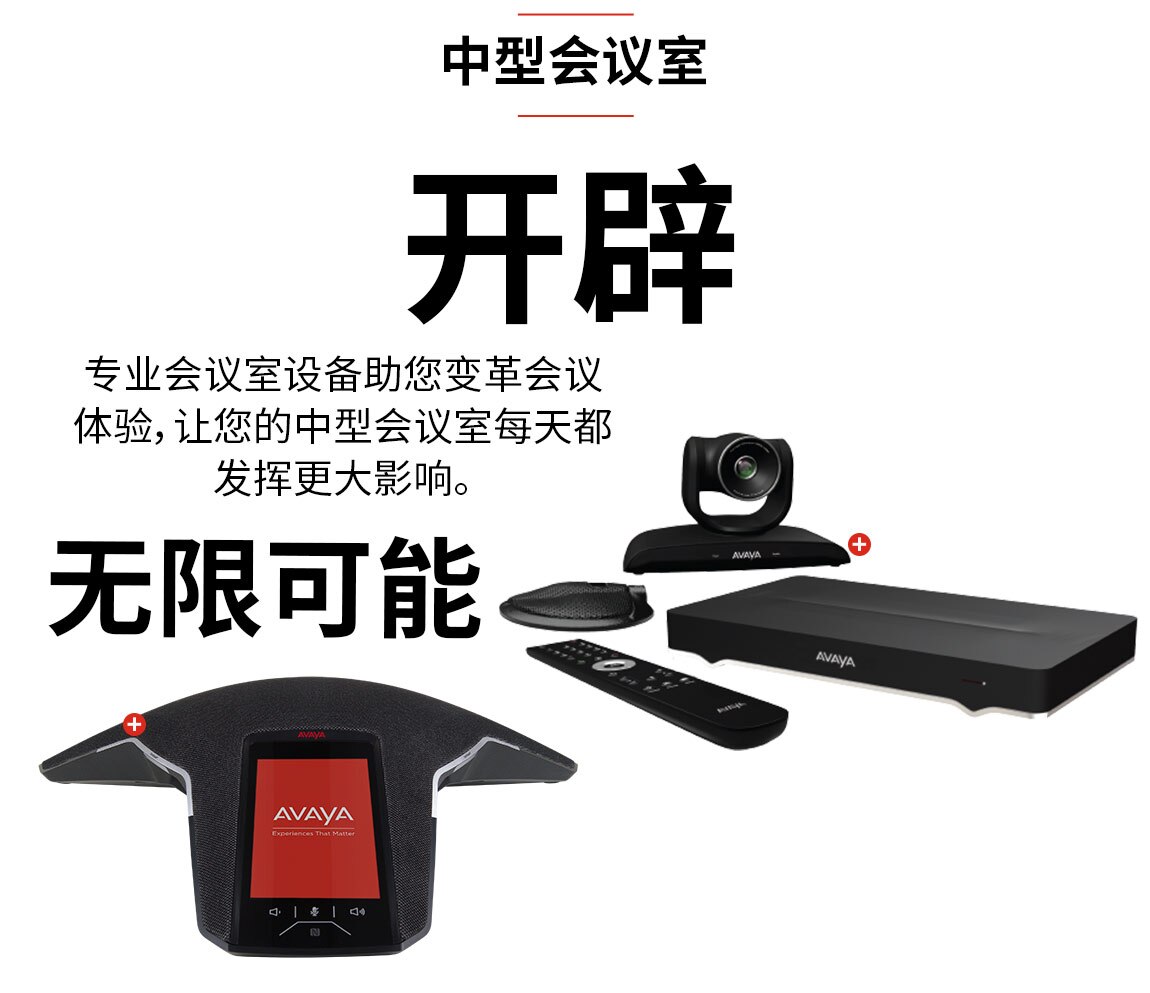 中型会议室
开辟
专业会议室设备助您变革会议
体验，让您的中型会议室每天都
发挥更大影响。
无限可能
AVAYA
AVAYA
AVAYA
AVAYA
AVAYA
Experiences That Matter